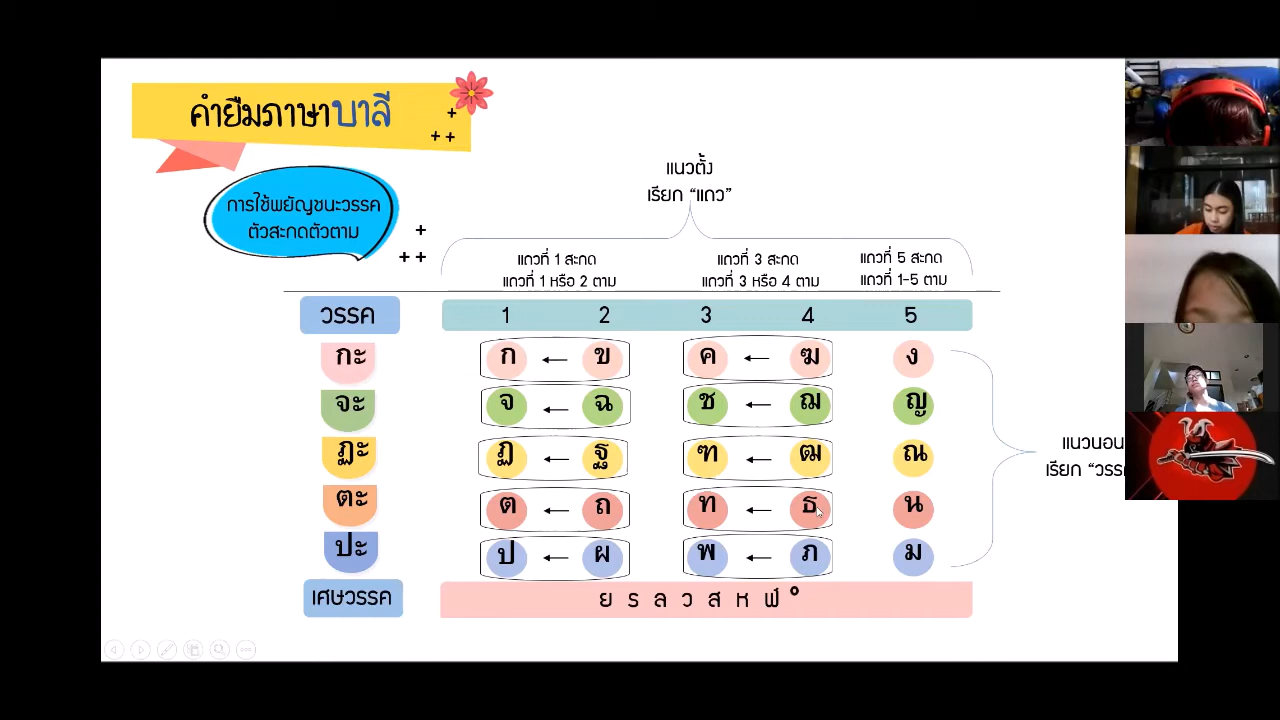 คำยืมภาษาบาลี
การใช้พยัญชนะวรรค
ตัวสะกดตัวตาม
แนวตั้ง
เรียก “แถว”
แถวที่ 1 สะกด
แถวที่ 1 หรือ 2 ตาม
แถวที่ 3 สะกด
แถวที่ 3 หรือ 4 ตาม
แถวที่ 5 สะกด
แถวที่ 1-5 ตาม
วรรค 1 2 3 4 5
กะ ก ← ข ค ← ฆ ง
จะ จ ← ฉ ช ← ฌ ญ
ฏะ ฏ ← ฐ ฑ ← ฒ ณ
ตะ ต ← ถ ท ← ธ น
ปะ ป ← ผ พ ← ภ ม
เศษวรรค ย ร ล ว ส ห ฬ ํ
แนวนอน
เรียก “วรร